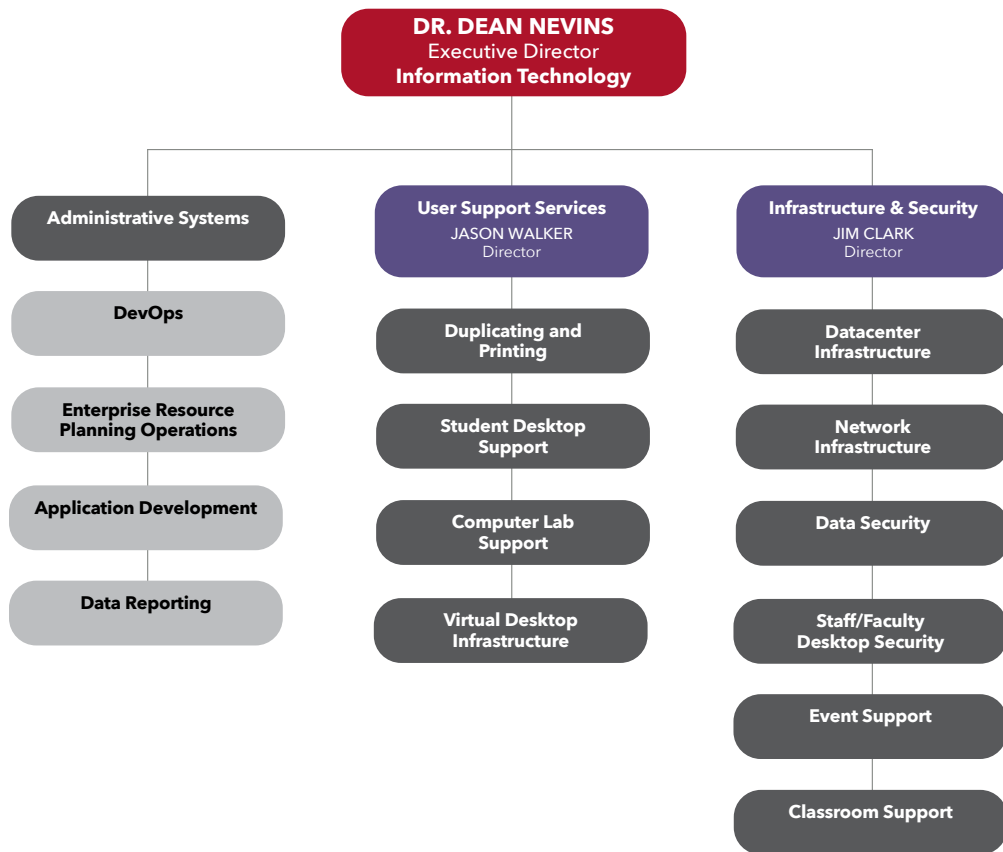 DR. DEAN NEVINS
Executive Director
Information Technology
Administrative Systems
DevOps
Enterprise Resource
Planning Operations
Application Development
Data Reporting
User Support Services
JASON WALKER
Director
Duplicating and
Printing
Student Desktop
Support
Computer Lab
Support
Virtual Desktop
Infrastructure
Infrastructure & Security
JIM CLARK
Director
Datacenter
Infrastructure
Network
Infrastructure
Data Security
Staff/Faculty
Desktop Security
Event Support
Classroom Support